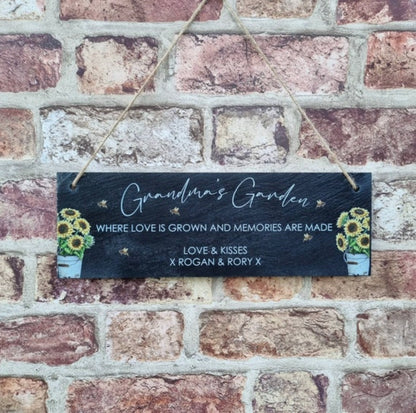 Grandma's Garden
WHERE LOVE IS GROWN AND MEMORIES ARE MADE
LOVE & KISSES
X ROGAN & RORY X